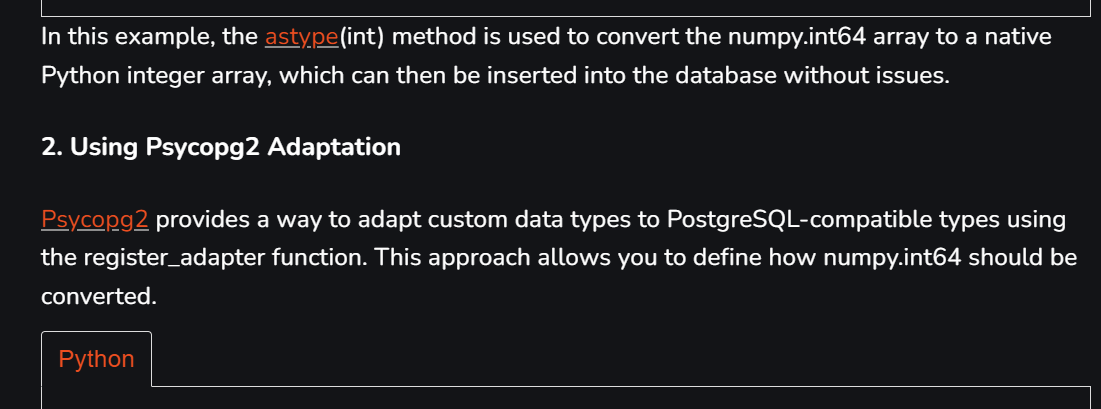 In this example, the astype(int) method is used to convert the numpy.int64 array to a native
Python integer array, which can then be inserted into the database without issues.
2. Using Psycopg2 Adaptation
Psycopg2 provides a way to adapt custom data types to PostgreSQL-compatible types using
the register_adapter function. This approach allows you to define how numpy.int64 should be
converted.
Python